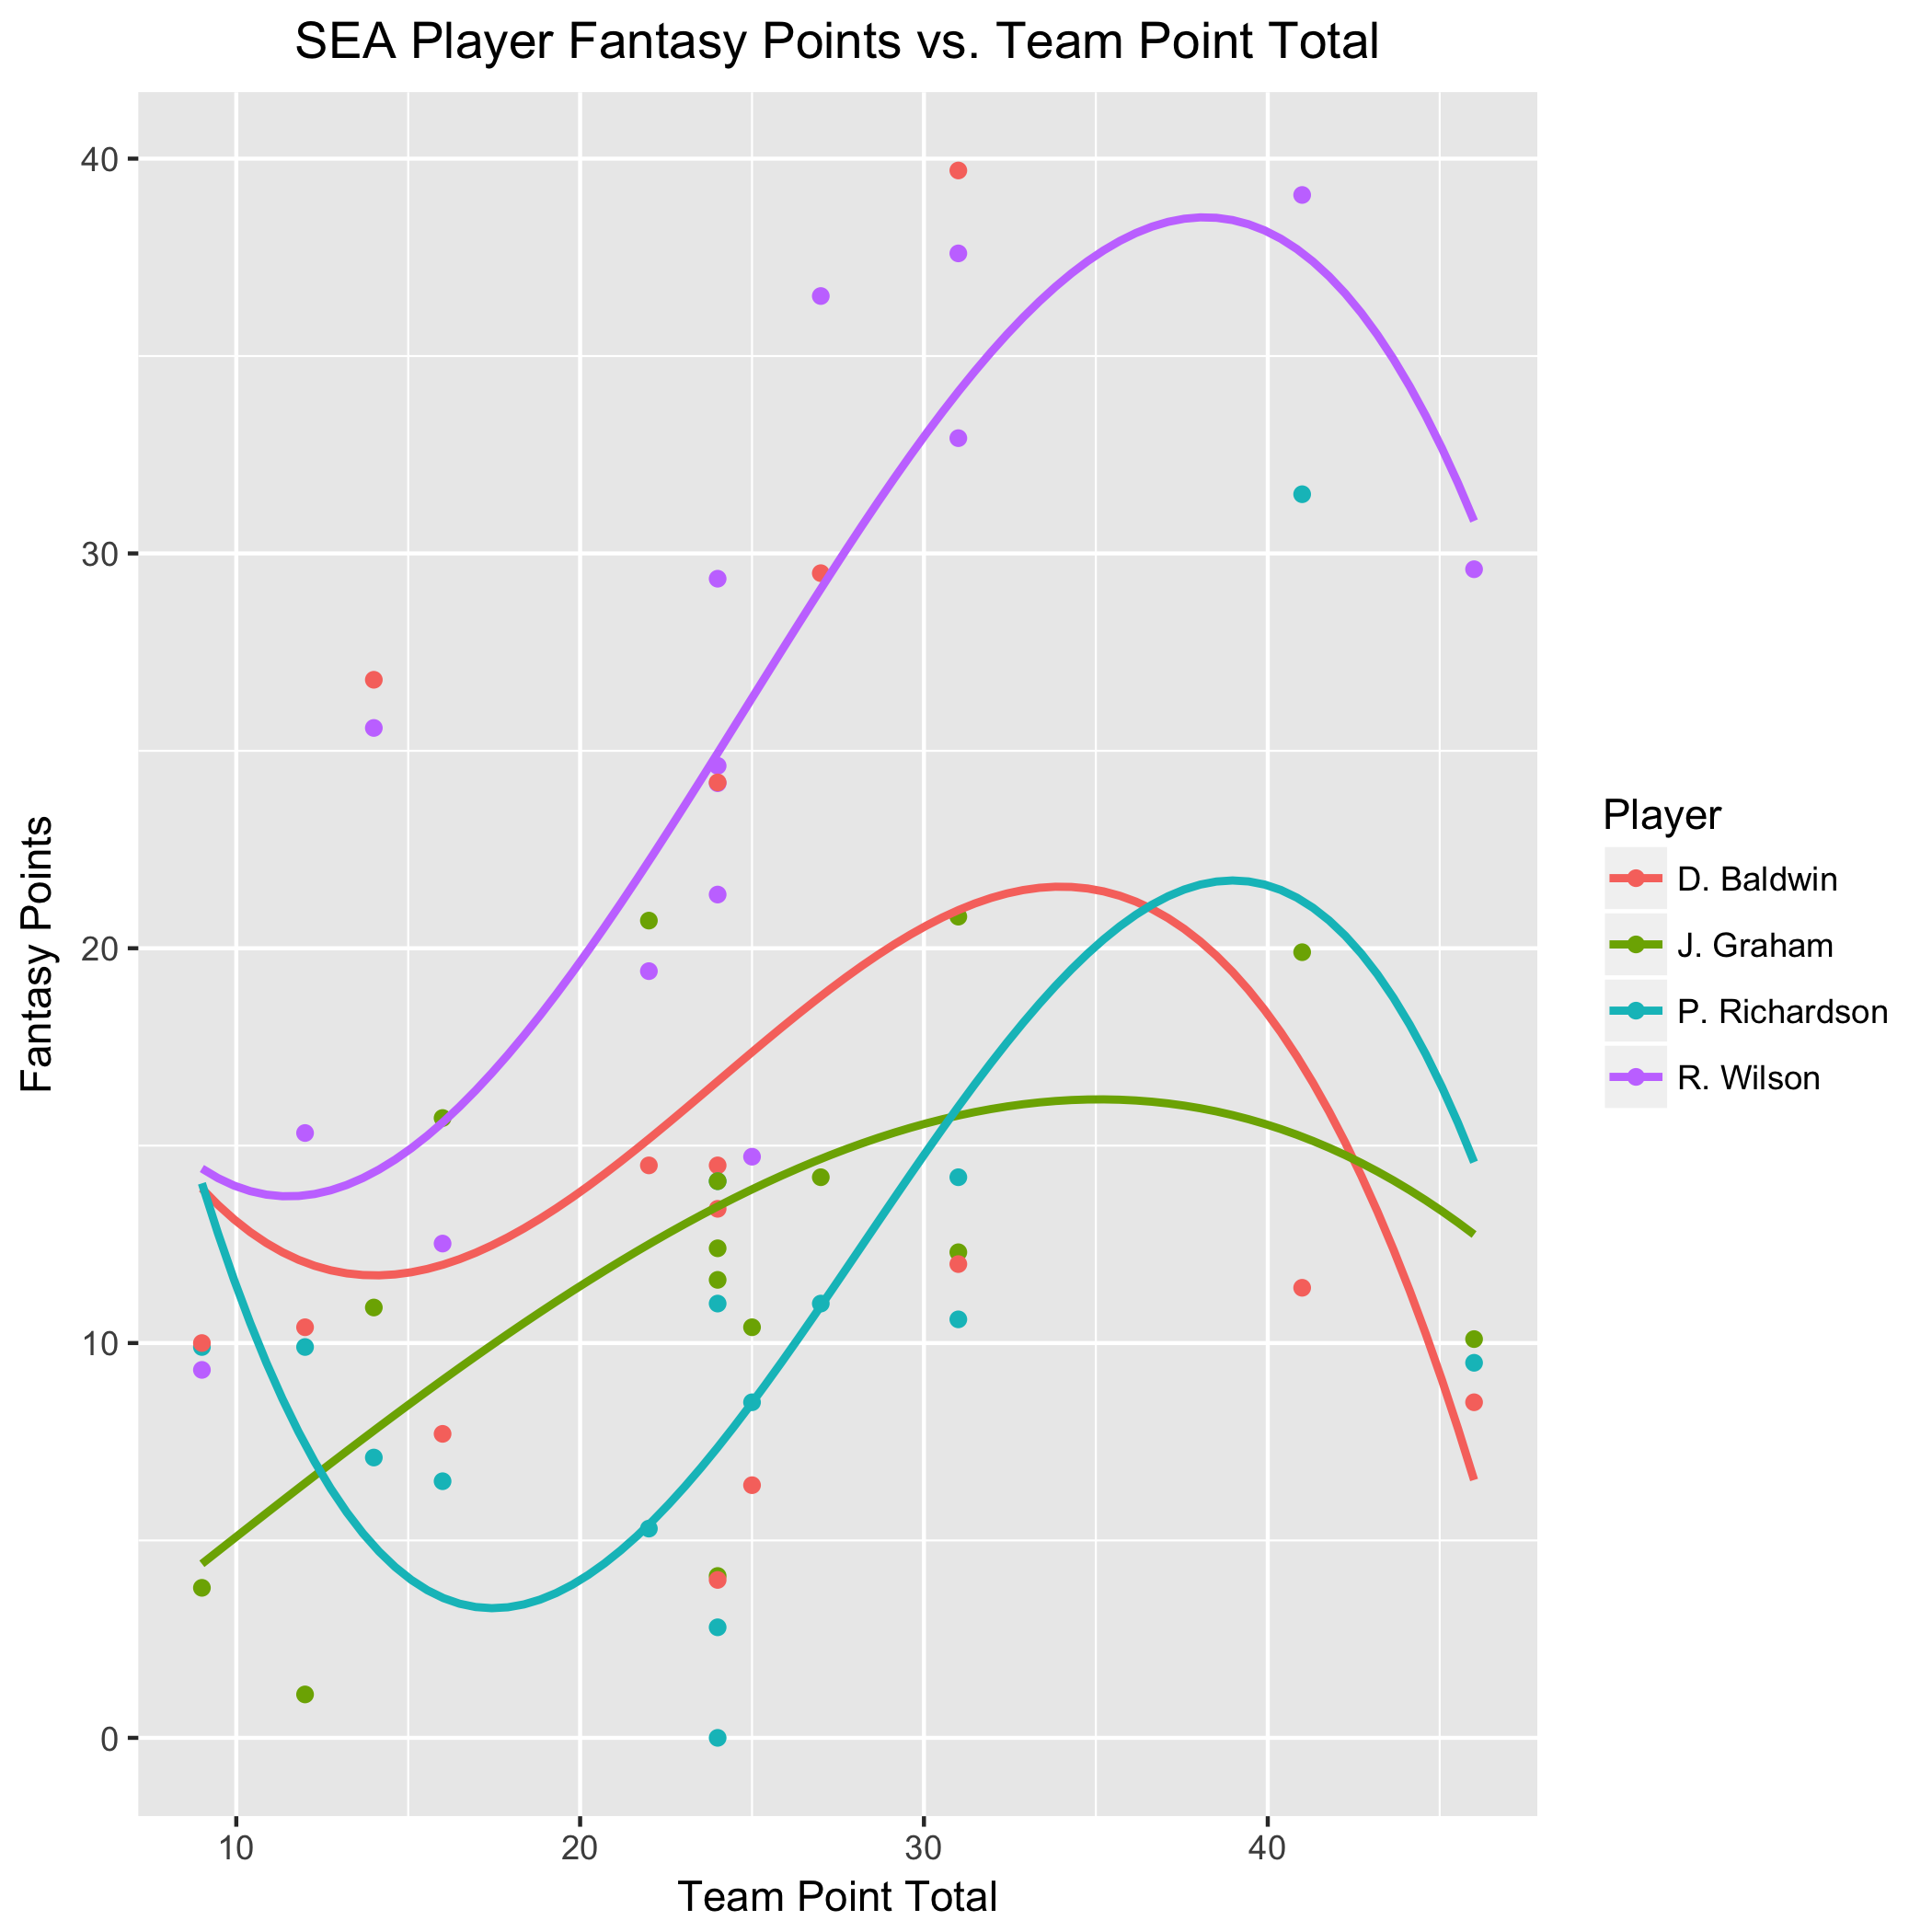 SEA Player Fantasy Points vs. Team Point Total
40
30
20
10
0
Fantasy Points
10 20 30 40
Team Point Total
Player
D. Baldwin
J. Graham
P. Richardson
R. Wilson